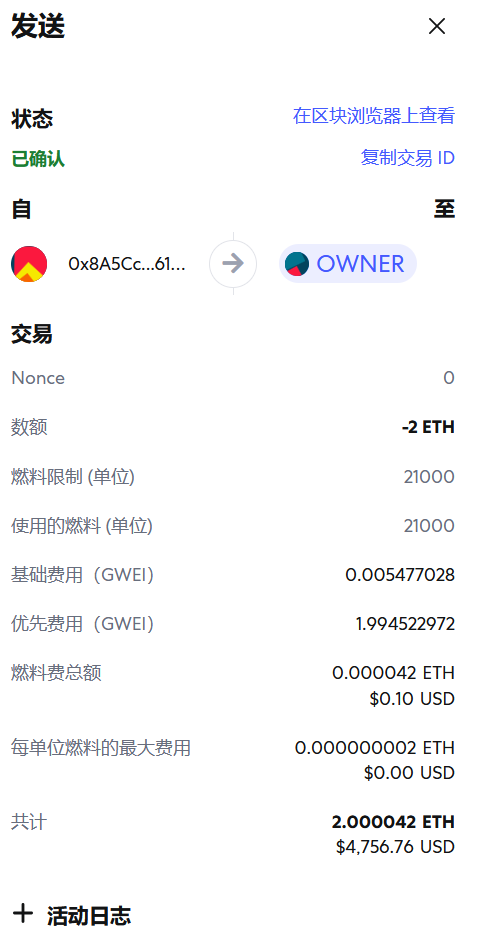 发送
状态 在区块浏览器上查看
已确认 复制交易 ID
自 至
0x8A5Cc...61... OWNER
交易
Nonce 0
数额 -2 ETH
燃料限制 (单位) 21000
使用的燃料 (单位) 21000
基础费用（GWEI） 0.005477028
优先费用（GWEI） 1.994522972
燃料费总额 0.000042 ETH
$0.10 USD
每单位燃料的最大费用 0.000000002 ETH
$0.00 USD
共计 2.000042 ETH
$4,756.76 USD
活动日志